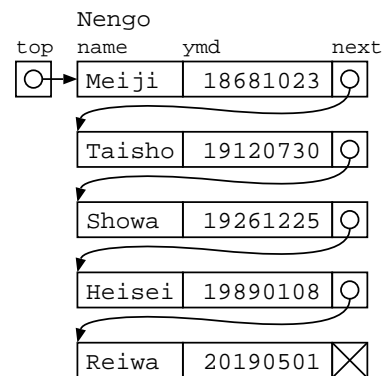 Nengo
top name ymd next
Meiji 18681023
Taisho 19120730
Showa 19261225
Heisei 19890108
Reiwa 20190501